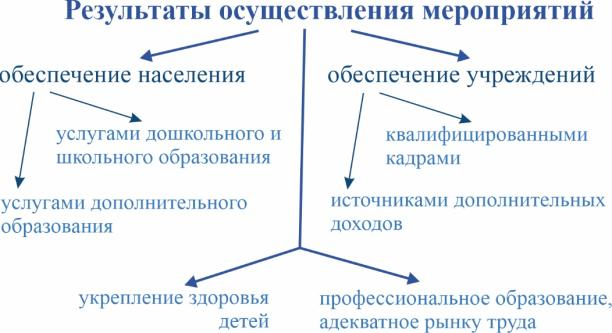 Результаты осуществления мероприятий
обеспечение населения
обеспечение учреждений
услугами дошкольного и
школьного образования
квалифицированными
кадрами
услугами дополнительного
образования
источниками дополнительных
доходов
укрепление здоровья
детей
профессиональное образование,
адекватное рынку труда